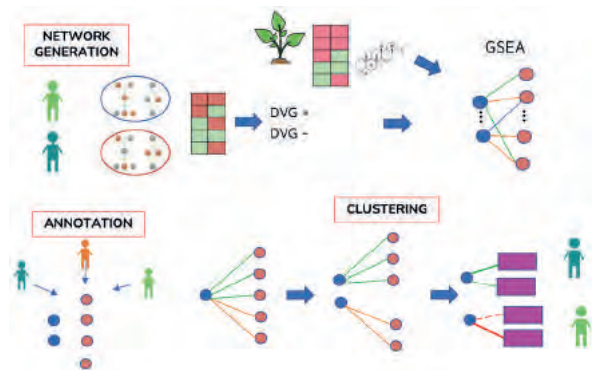 NETWORK
GENERATION
GSEA
DVG +
DVG -
ANNOTATION
CLUSTERING